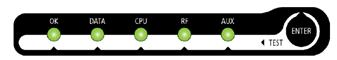 OK DATA CPU RF AUX ENTER
TEST